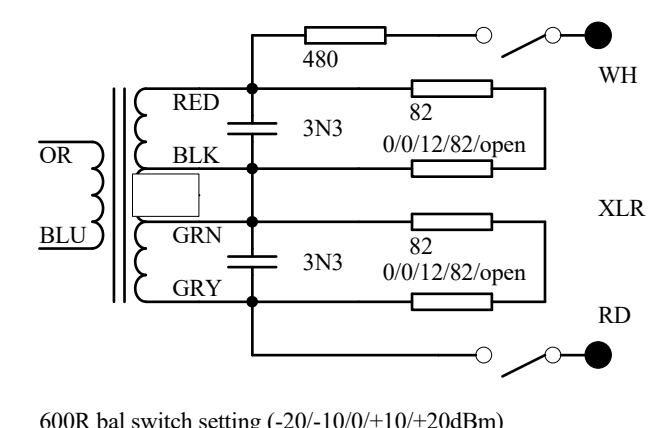 480
WH
RED
82
3N3
0/0/12/82/open
OR
BLK
XLR
BLU
GRN
82
3N3
0/0/12/82/open
GRY
RD
600R bal switch setting (-20/-10/0/+10/+20dBm)